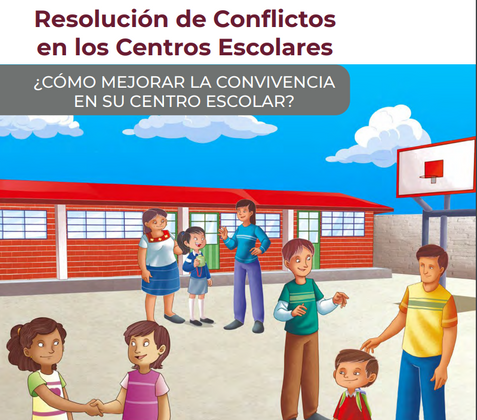 Resolución de Conflictos
en los Centros Escolares
¿CÓMO MEJORAR LA CONVIVENCIA
EN SU CENTRO ESCOLAR?